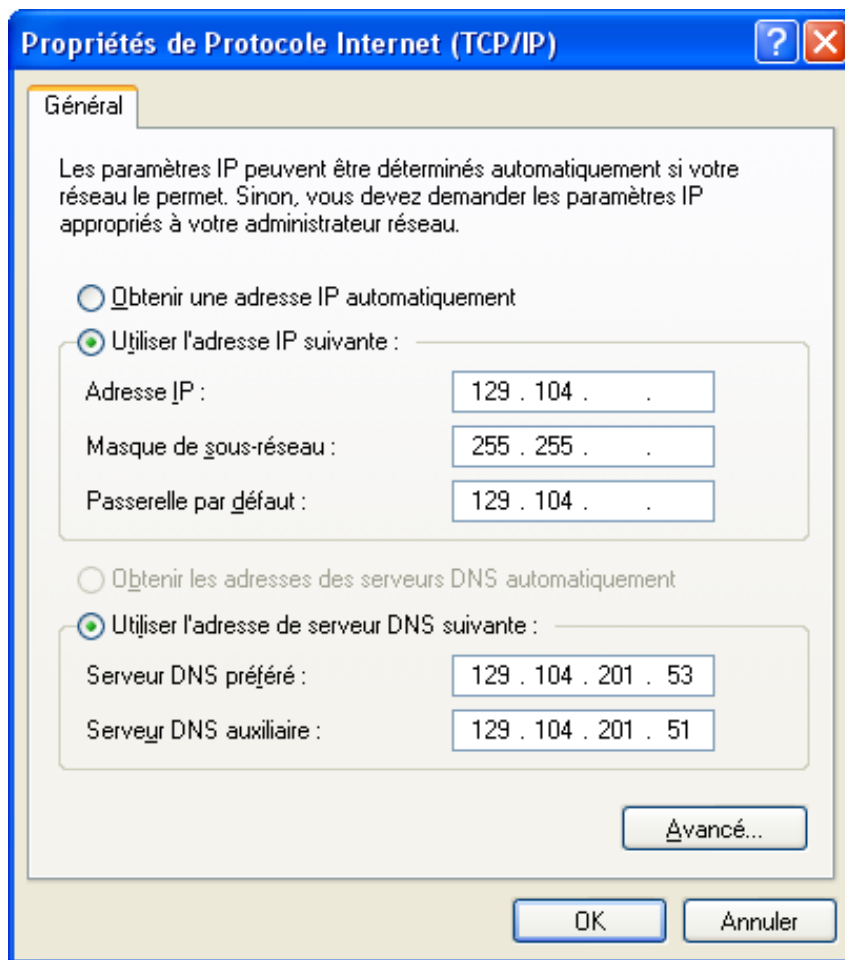 Propriétés de Protocole Internet (TCP/IP)
Général
Les paramètres IP peuvent être déterminés automatiquement si votre
réseau le permet. Sinon, vous devez demander les paramètres IP
appropriés à votre administrateur réseau.
Obtenir une adresse IP automatiquement
Utiliser l'adresse IP suivante :
Adresse IP : 129 . 104 . .
Masque de sous-réseau : 255 . 255 . .
Passerelle par défaut : 129 . 104 . .
Obtenir les adresses des serveurs DNS automatiquement
Utiliser l'adresse de serveur DNS suivante :
Serveur DNS préféré : 129 . 104 . 201 . 53
Serveur DNS auxiliaire : 129 . 104 . 201 . 51
Avancé...
OK Annuler